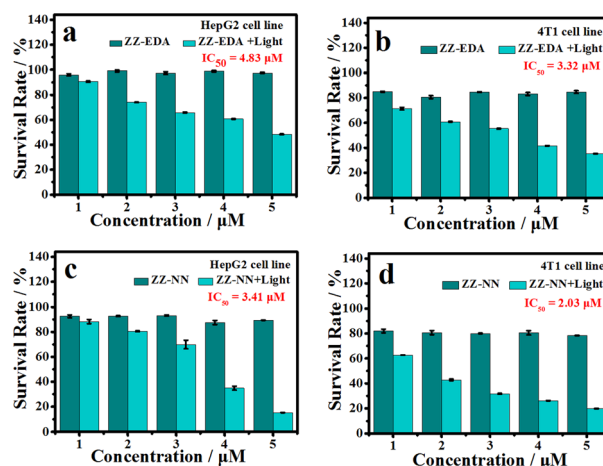 a
HepG2 cell line
ZZ-EDA ZZ-EDA +Light
IC50 = 4.83 µM
Survival Rate / %
140
120
100
80
60
40
20
0
1 2 3 4 5
Concentration / µM
b
4T1 cell line
ZZ-EDA ZZ-EDA +Light
IC50 = 3.32 µM
Survival Rate / %
140
120
100
80
60
40
20
0
1 2 3 4 5
Concentration / µM
c
HepG2 cell line
ZZ-NN ZZ-NN+Light
IC50 = 3.41 µM
Survival Rate / %
140
120
100
80
60
40
20
0
1 2 3 4 5
Concentration / µM
d
4T1 cell line
ZZ-NN ZZ-NN+Light
IC50 = 2.03 µM
Survival Rate / %
140
120
100
80
60
40
20
0
1 2 3 4 5
Concentration / µM